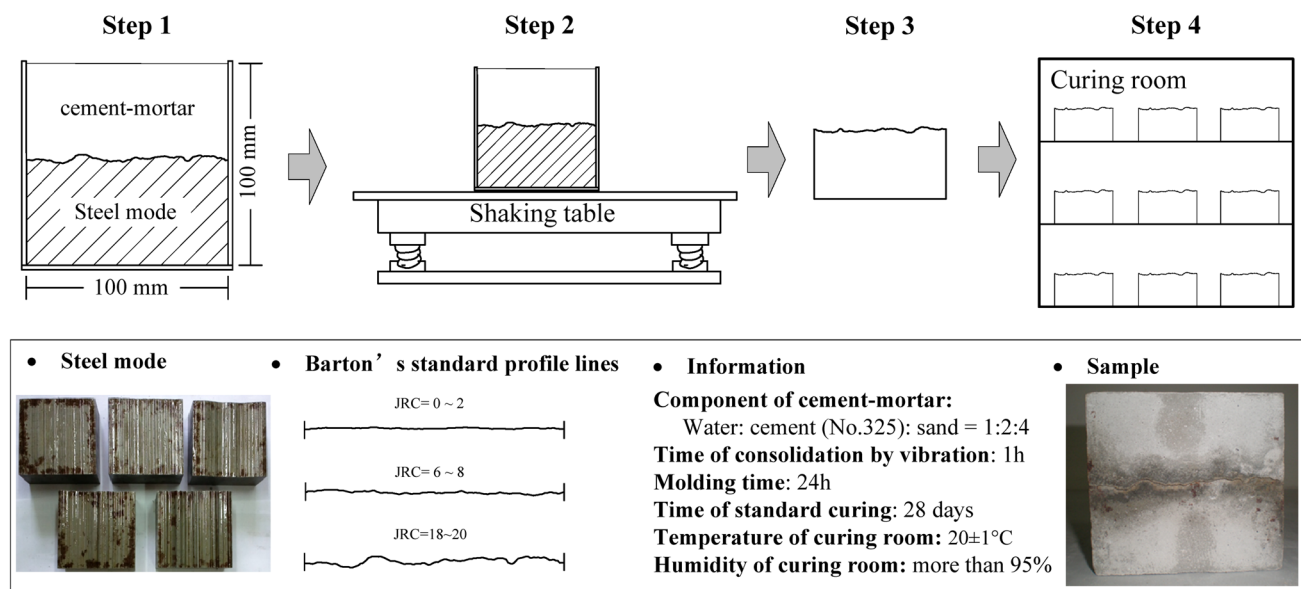 Step 1
Step 2
Step 3
Step 4
cement-mortar
Steel mode
100 mm
100 mm
Shaking table
Curing room
• Steel mode
• Barton’s standard profile lines
JRC= 0 ~ 2
JRC= 6 ~ 8
JRC=18~20
• Information
Component of cement-mortar:
Water: cement (No.325): sand = 1:2:4
Time of consolidation by vibration: 1h
Molding time: 24h
Time of standard curing: 28 days
Temperature of curing room: 20±1°C
Humidity of curing room: more than 95%
• Sample